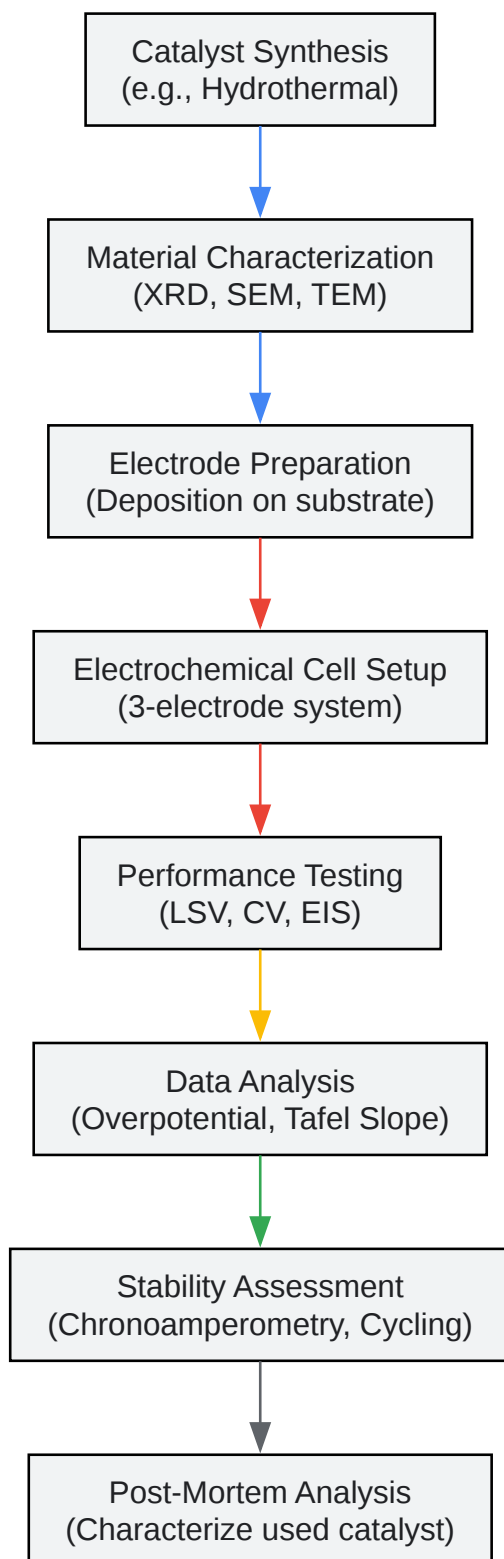 Catalyst Synthesis
(e.g., Hydrothermal)
Material Characterization
(XRD, SEM, TEM)
Electrode Preparation
(Deposition on substrate)
Electrochemical Cell Setup
(3-electrode system)
Performance Testing
(LSV, CV, EIS)
Data Analysis
(Overpotential, Tafel Slope)
Stability Assessment
(Chronoamperometry, Cycling)
Post-Mortem Analysis
(Characterize used catalyst)